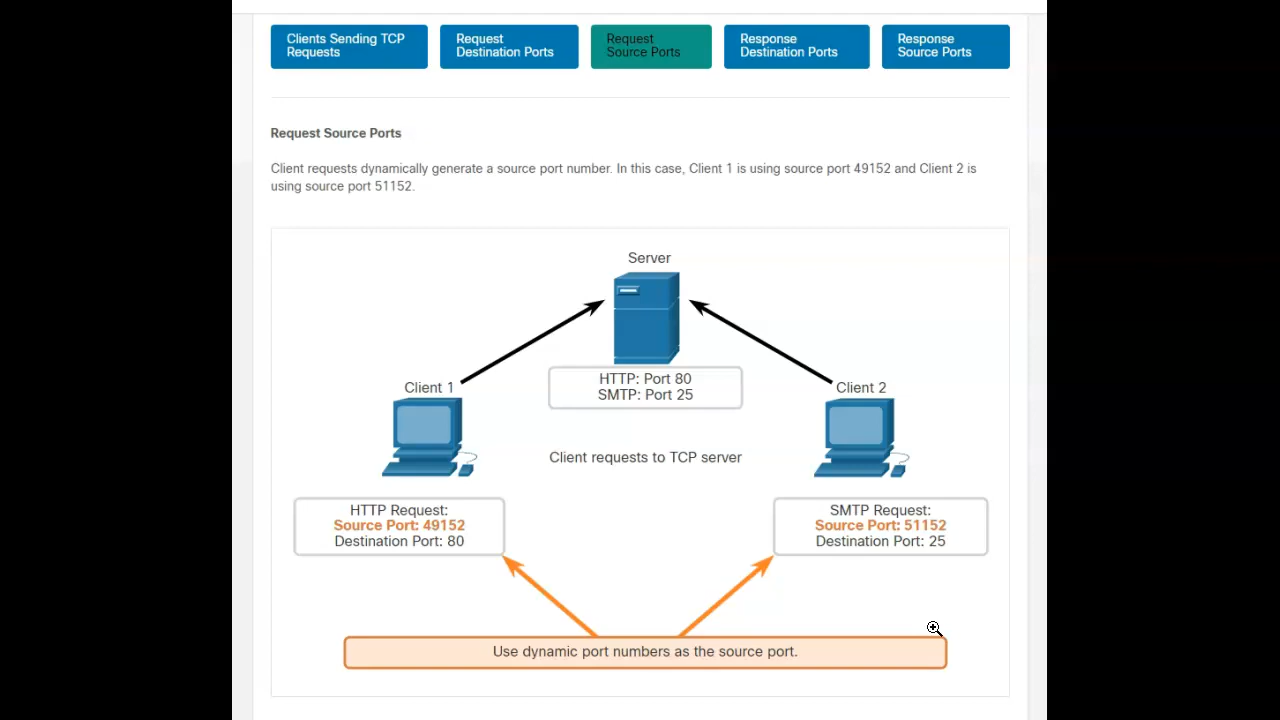 Clients Sending TCP
Requests
Request
Destination Ports
Request
Source Ports
Response
Destination Ports
Response
Source Ports
Request Source Ports
Client requests dynamically generate a source port number. In this case, Client 1 is using source port 49152 and Client 2 is
using source port 51152.
Server
HTTP: Port 80
SMTP: Port 25
Client 1
Client 2
Client requests to TCP server
HTTP Request:
Source Port: 49152
Destination Port: 80
SMTP Request:
Source Port: 51152
Destination Port: 25
Use dynamic port numbers as the source port.